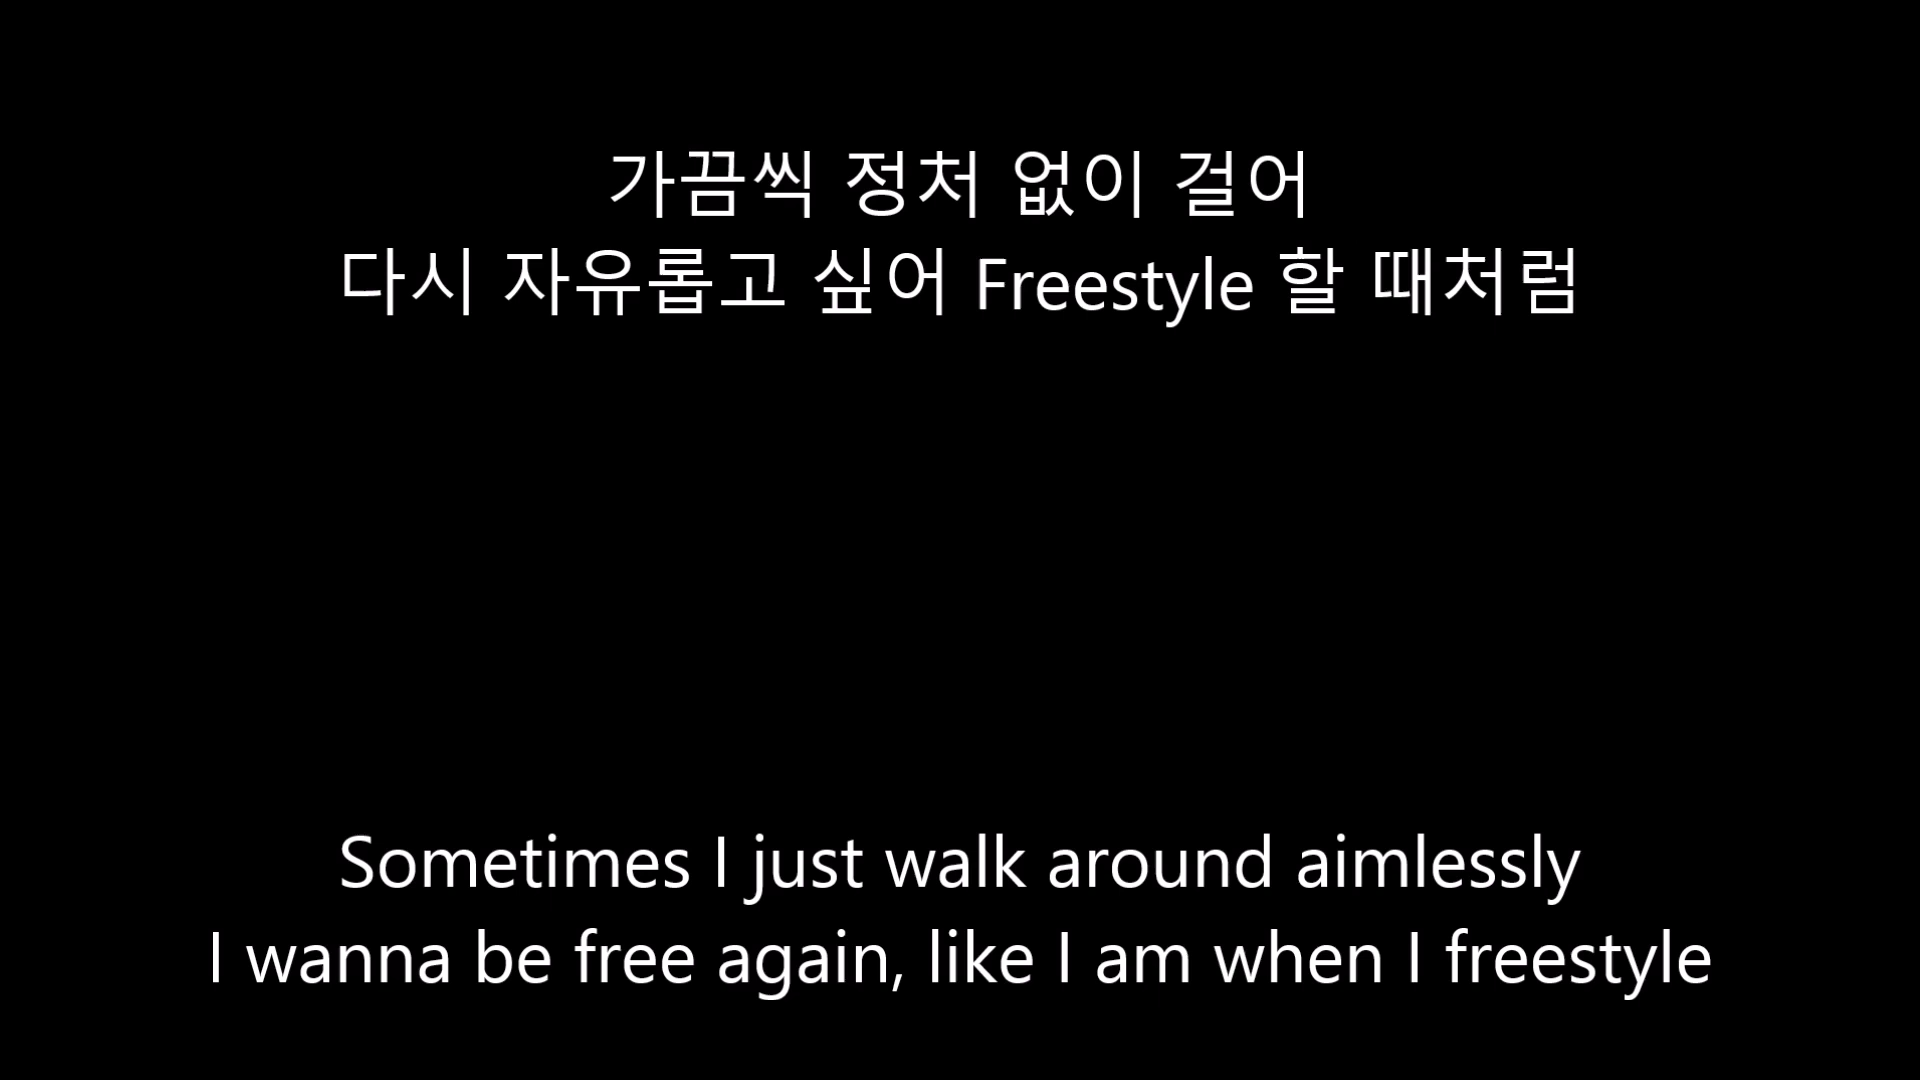 가끔씩 정처 없이 걸어
다시 자유롭고 싶어 Freestyle 할 때처럼
Sometimes I just walk around aimlessly
I wanna be free again, like I am when I freestyle